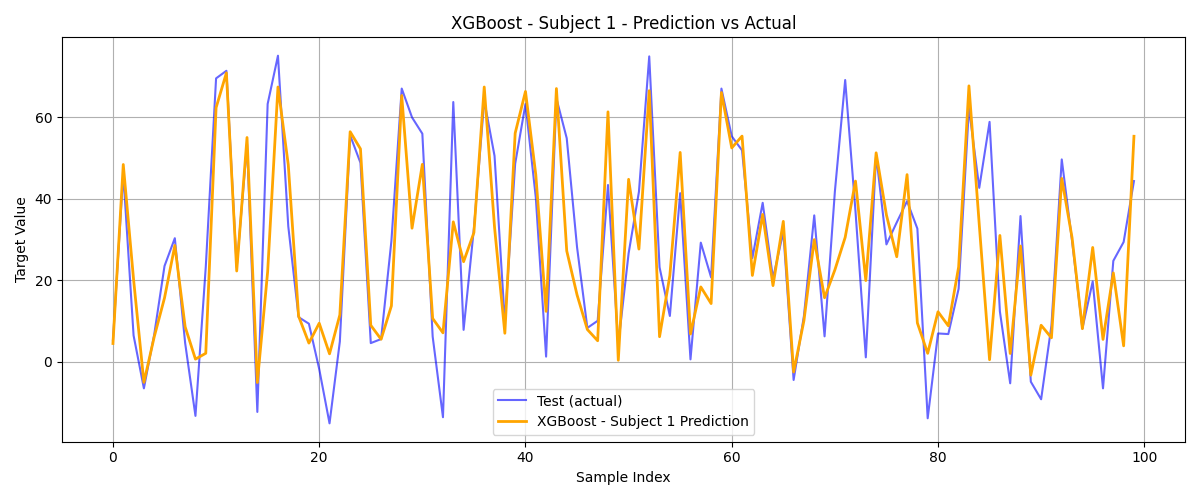 XGBoost - Subject 1 - Prediction vs Actual
Target Value
60
40
20
0
Test (actual)
XGBoost - Subject 1 Prediction
0
20
40
60
80
100
Sample Index